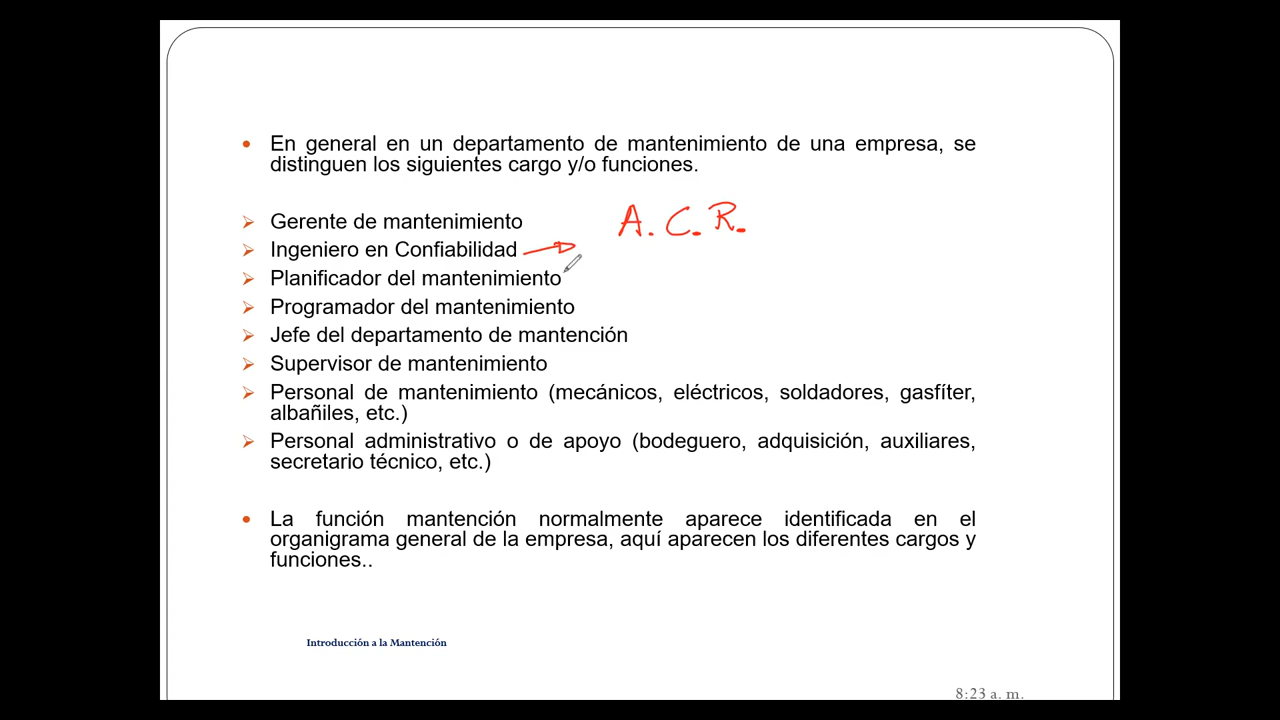 En general en un departamento de mantenimiento de una empresa, se
distinguen los siguientes cargo y/o funciones.
Gerente de mantenimiento
A. C. R.
Ingeniero en Confiabilidad
Planificador del mantenimiento
Programador del mantenimiento
Jefe del departamento de mantención
Supervisor de mantenimiento
Personal de mantenimiento (mecánicos, eléctricos, soldadores, gasfíter,
albañiles, etc.)
Personal administrativo o de apoyo (bodeguero, adquisición, auxiliares,
secretario técnico, etc.)
La función mantención normalmente aparece identificada en el
organigrama general de la empresa, aquí aparecen los diferentes cargos y
funciones..
Introducción a la Mantención
8:23 a. m.